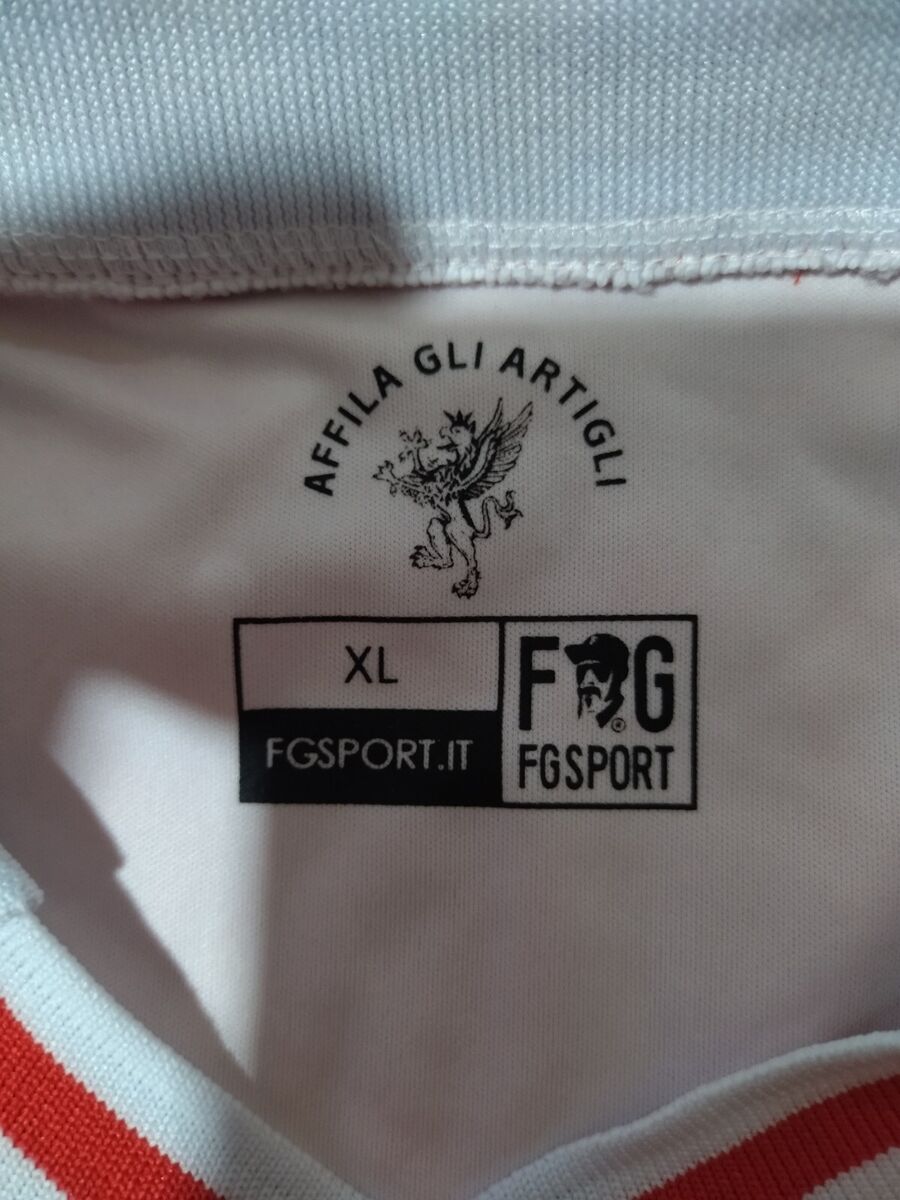 AFFILA GLI ARTIGLI
XL
FGSPORT.IT
FG
®
FGSPORT